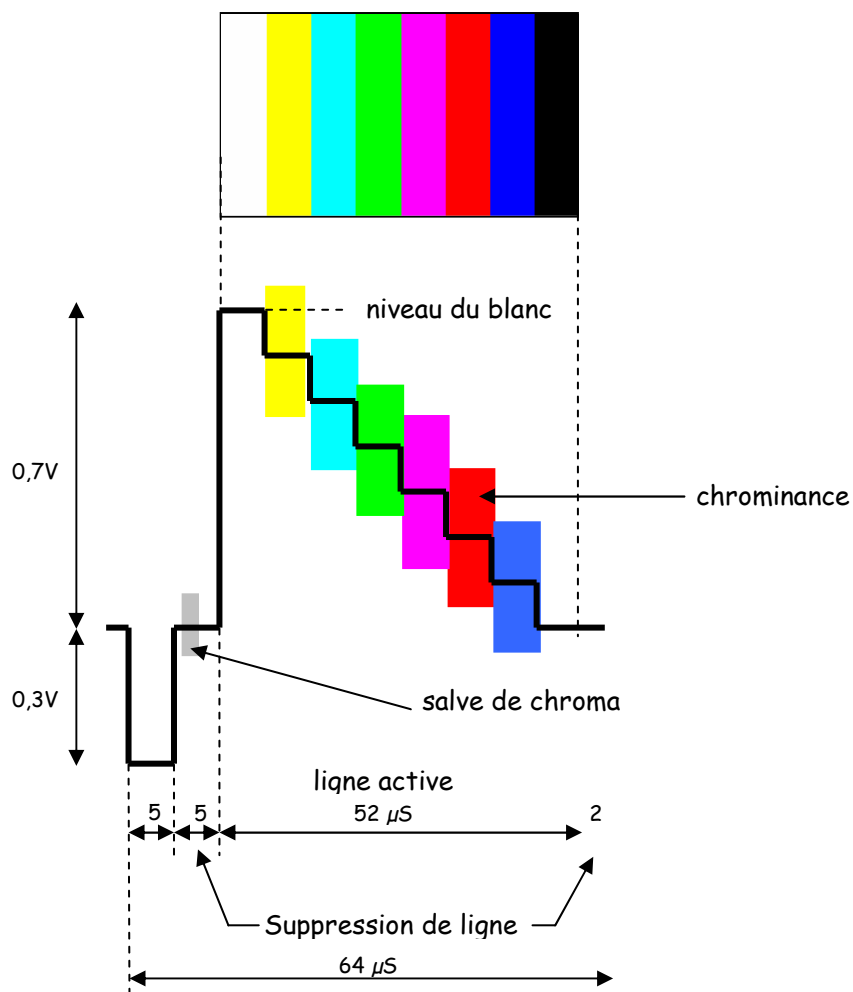 niveau du blanc
0,7V
chrominance
0,3V
salve de chroma
ligne active
5 5 52 µS 2
Suppression de ligne
64 µS